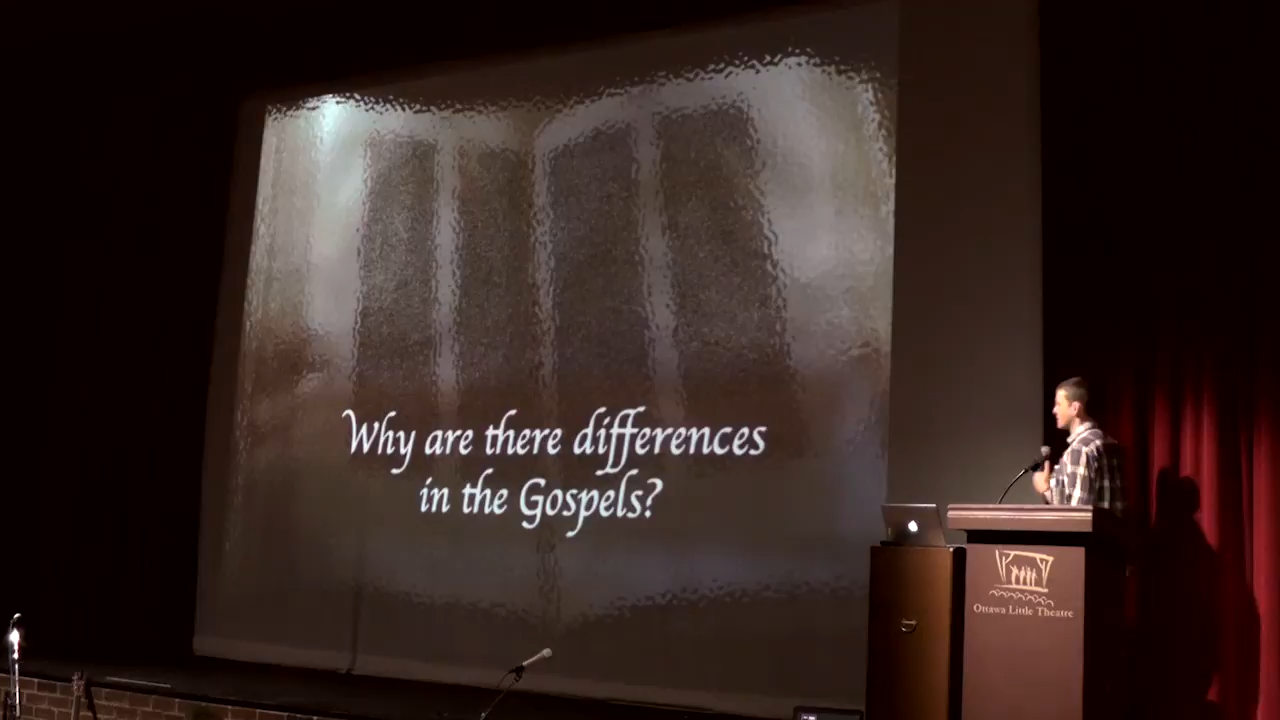 Why are there differences
in the Gospels?
Ottawa Little Theatre